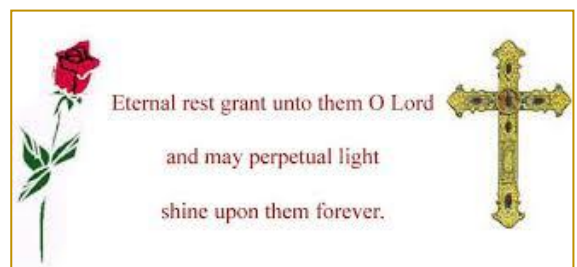 Eternal rest grant unto them O Lord
and may perpetual light
shine upon them forever.